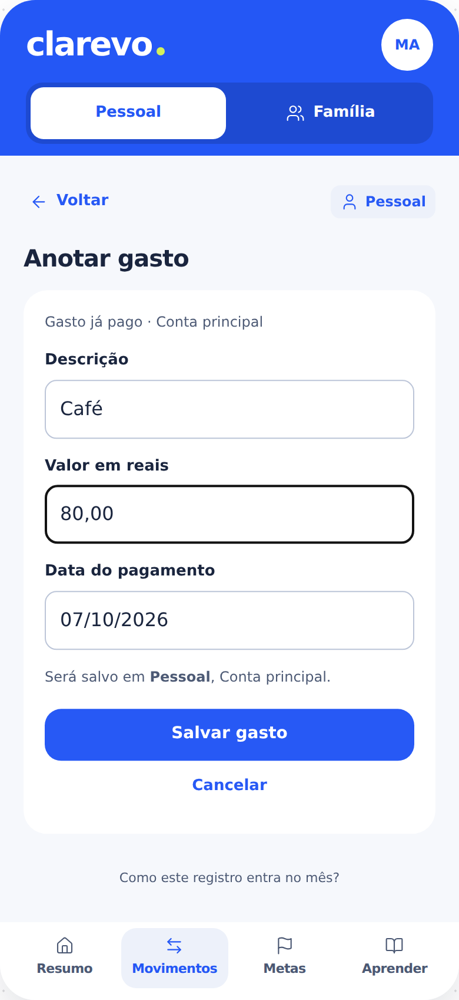 clarevo.
MA
Pessoal
Família
Voltar
Pessoal
Anotar gasto
Gasto já pago · Conta principal
Descrição
Café
Valor em reais
80,00
Data do pagamento
07/10/2026
Será salvo em Pessoal, Conta principal.
Salvar gasto
Cancelar
Como este registro entra no mês?
Resumo
Movimentos
Metas
Aprender